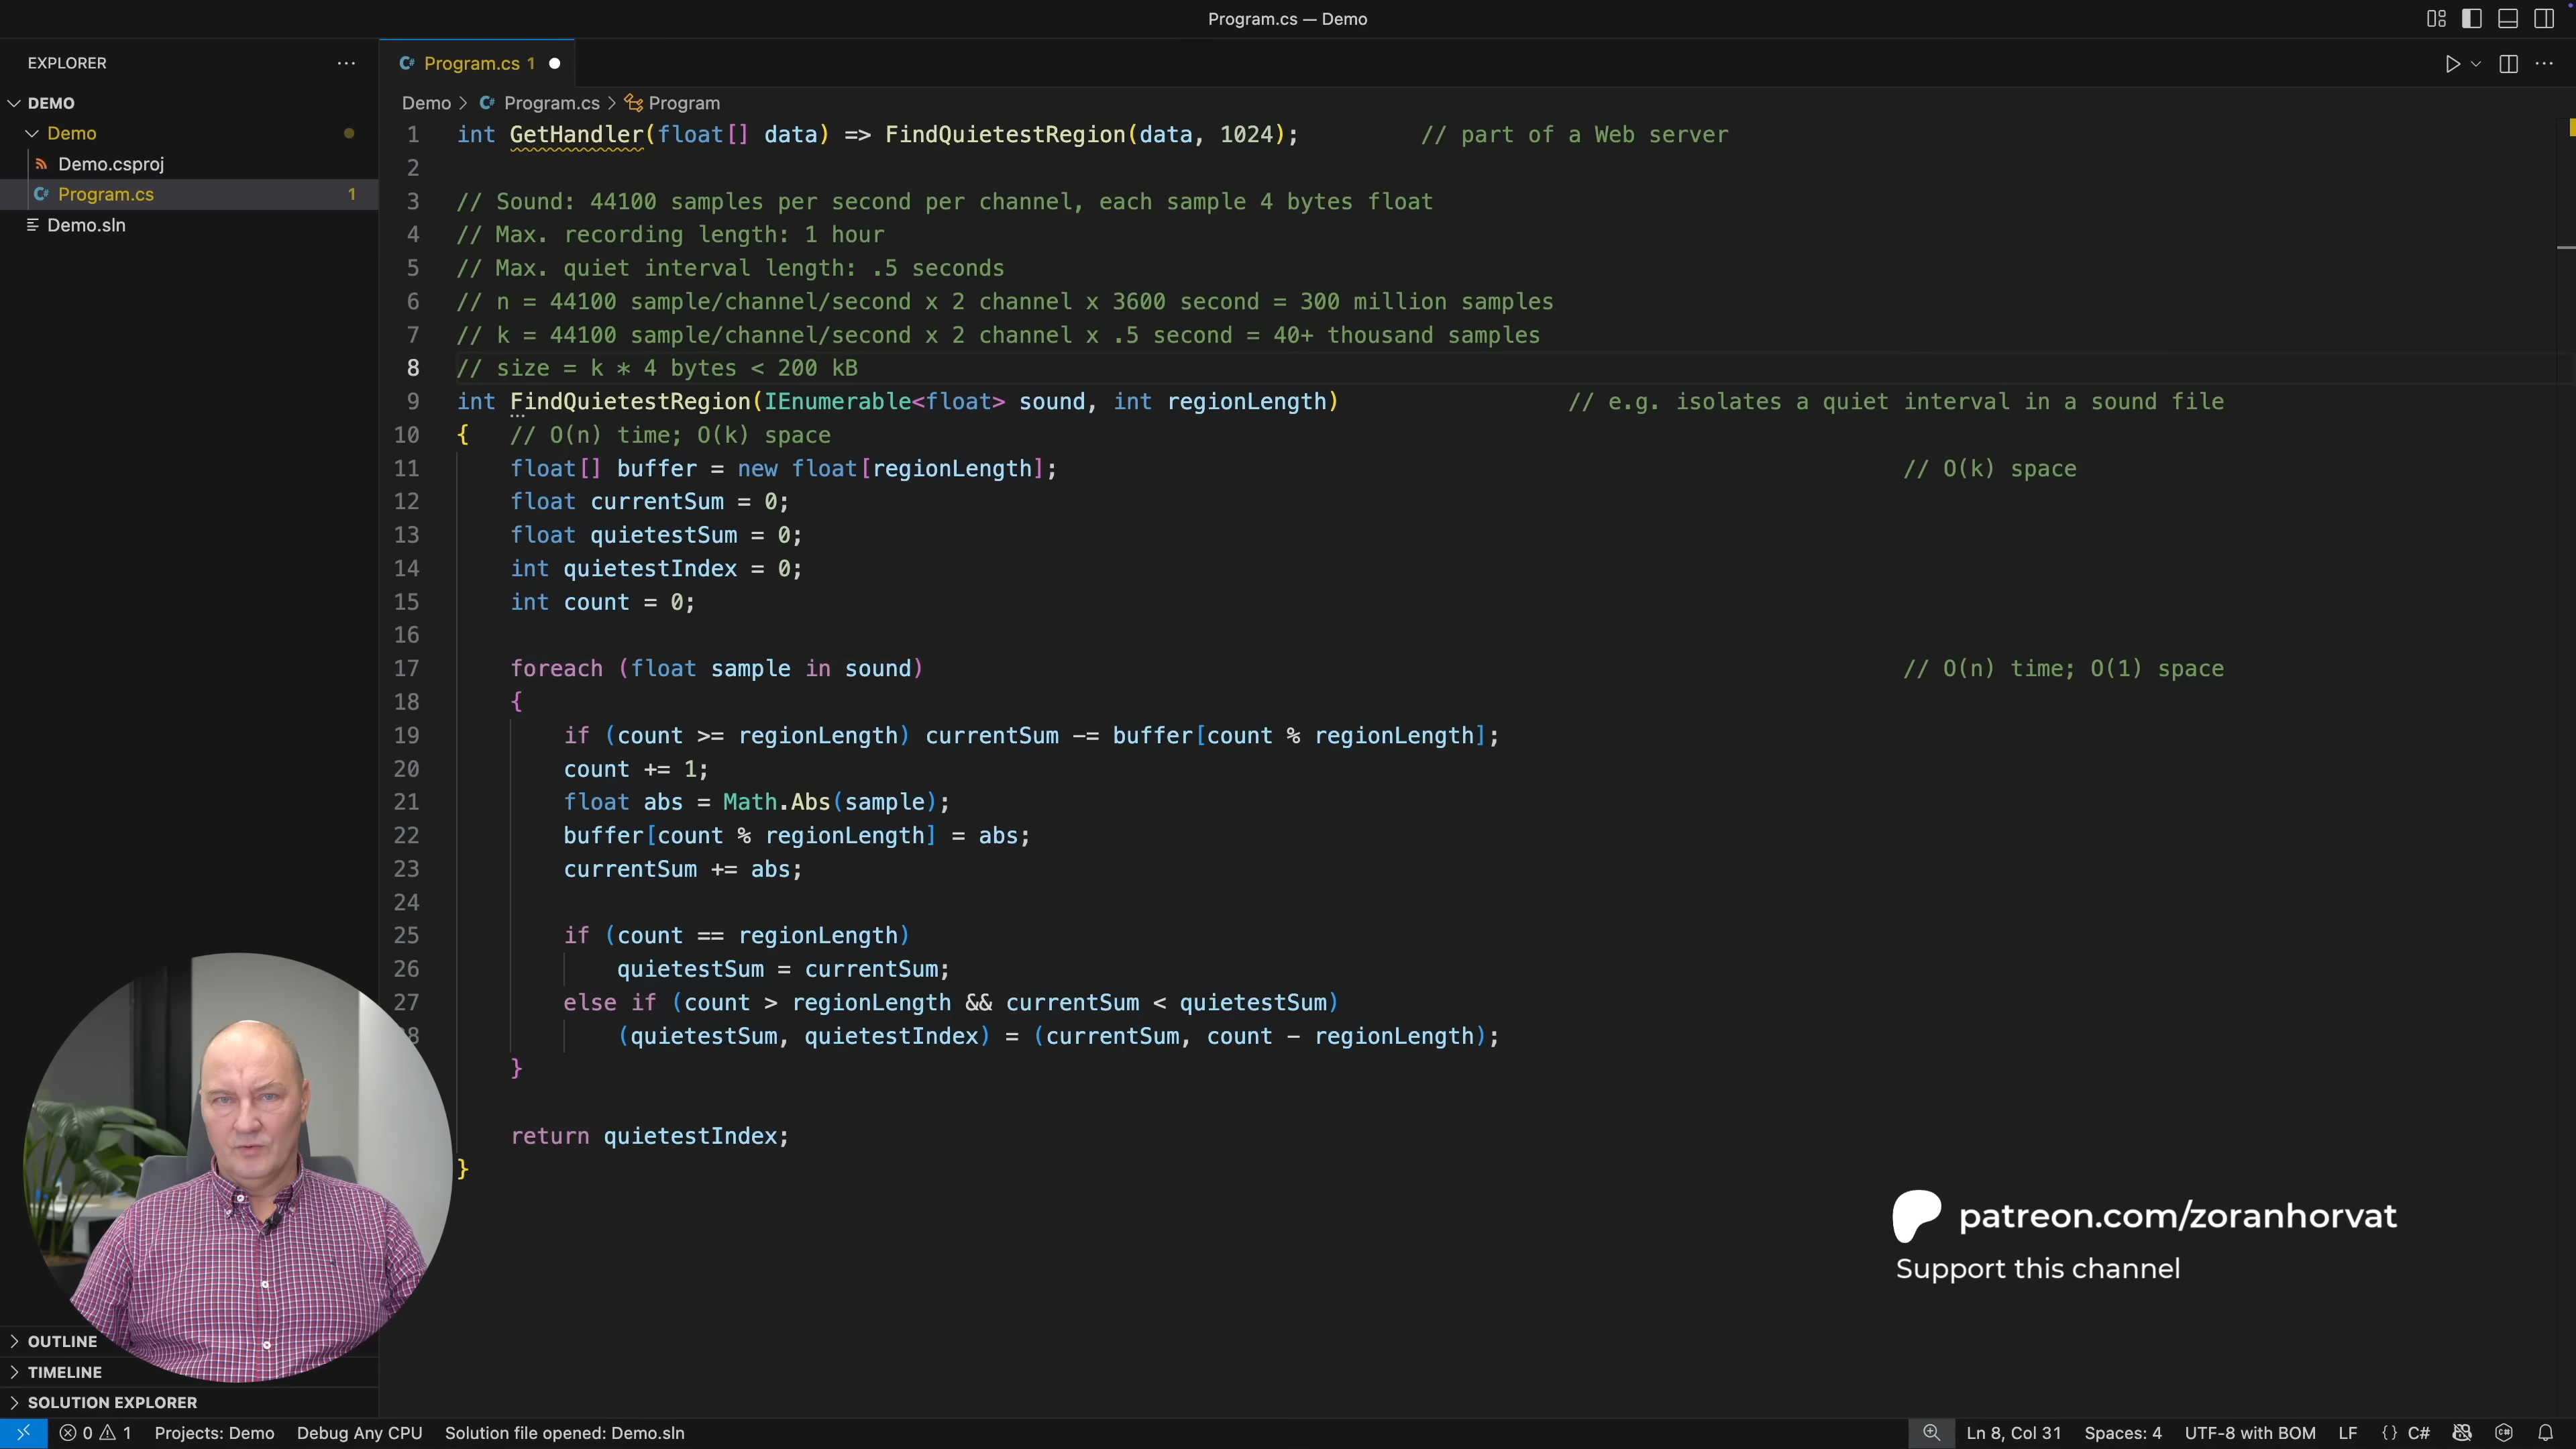 Program.cs — Demo
EXPLORER
DEMO
Demo
Demo.csproj
Program.cs 1
Demo.sln
Program.cs 1
Demo > Program.cs > Program
1 int GetHandler(float[] data) => FindQuietestRegion(data, 1024); // part of a Web server
2
3 // Sound: 44100 samples per second per channel, each sample 4 bytes float
4 // Max. recording length: 1 hour
5 // Max. quiet interval length: .5 seconds
6 // n = 44100 sample/channel/second x 2 channel x 3600 second = 300 million samples
7 // k = 44100 sample/channel/second x 2 channel x .5 second = 40+ thousand samples
8 // size = k * 4 bytes < 200 kB
9 int FindQuietestRegion(IEnumerable<float> sound, int regionLength) // e.g. isolates a quiet interval in a sound file
10 { // O(n) time; O(k) space
11 float[] buffer = new float[regionLength]; // O(k) space
12 float currentSum = 0;
13 float quietestSum = 0;
14 int quietestIndex = 0;
15 int count = 0;
16
17 foreach (float sample in sound) // O(n) time; O(1) space
18 {
19 if (count >= regionLength) currentSum -= buffer[count % regionLength];
20 count += 1;
21 float abs = Math.Abs(sample);
22 buffer[count % regionLength] = abs;
23 currentSum += abs;
24
25 if (count == regionLength)
26 quietestSum = currentSum;
27 else if (count > regionLength && currentSum < quietestSum)
8 (quietestSum, quietestIndex) = (currentSum, count - regionLength);
}
return quietestIndex;
}
patreon.com/zoranhorvat
Support this channel
OUTLINE
TIMELINE
SOLUTION EXPLORER
0 1 Projects: Demo Debug Any CPU Solution file opened: Demo.sln Ln 8, Col 31 Spaces: 4 UTF-8 with BOM LF {} C#